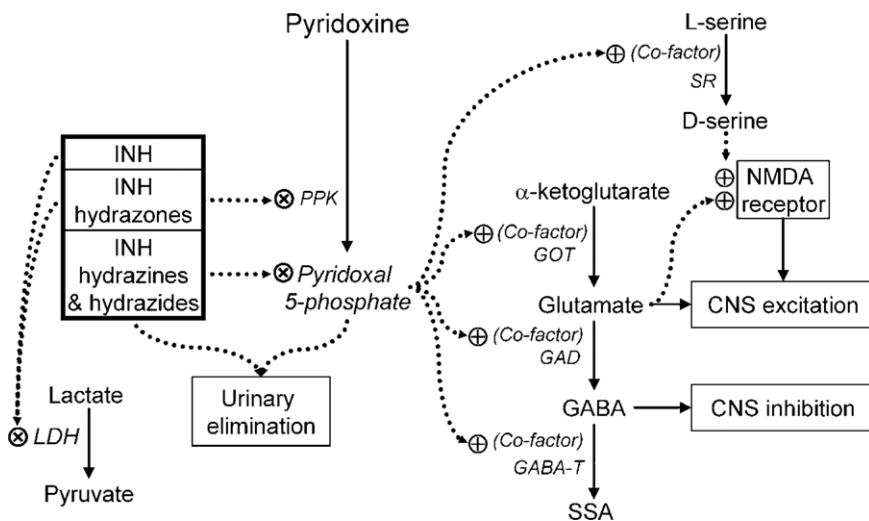 Pyridoxine
L-serine
(Co-factor)
SR
D-serine
INH
INH
hydrazones
INH
hydrazines
& hydrazides
PPK
Pyridoxal
5-phosphate
α-ketoglutarate
(Co-factor)
GOT
NMDA
receptor
Glutamate
CNS excitation
(Co-factor)
GAD
Lactate
LDH
Pyruvate
Urinary
elimination
GABA
CNS inhibition
(Co-factor)
GABA-T
SSA